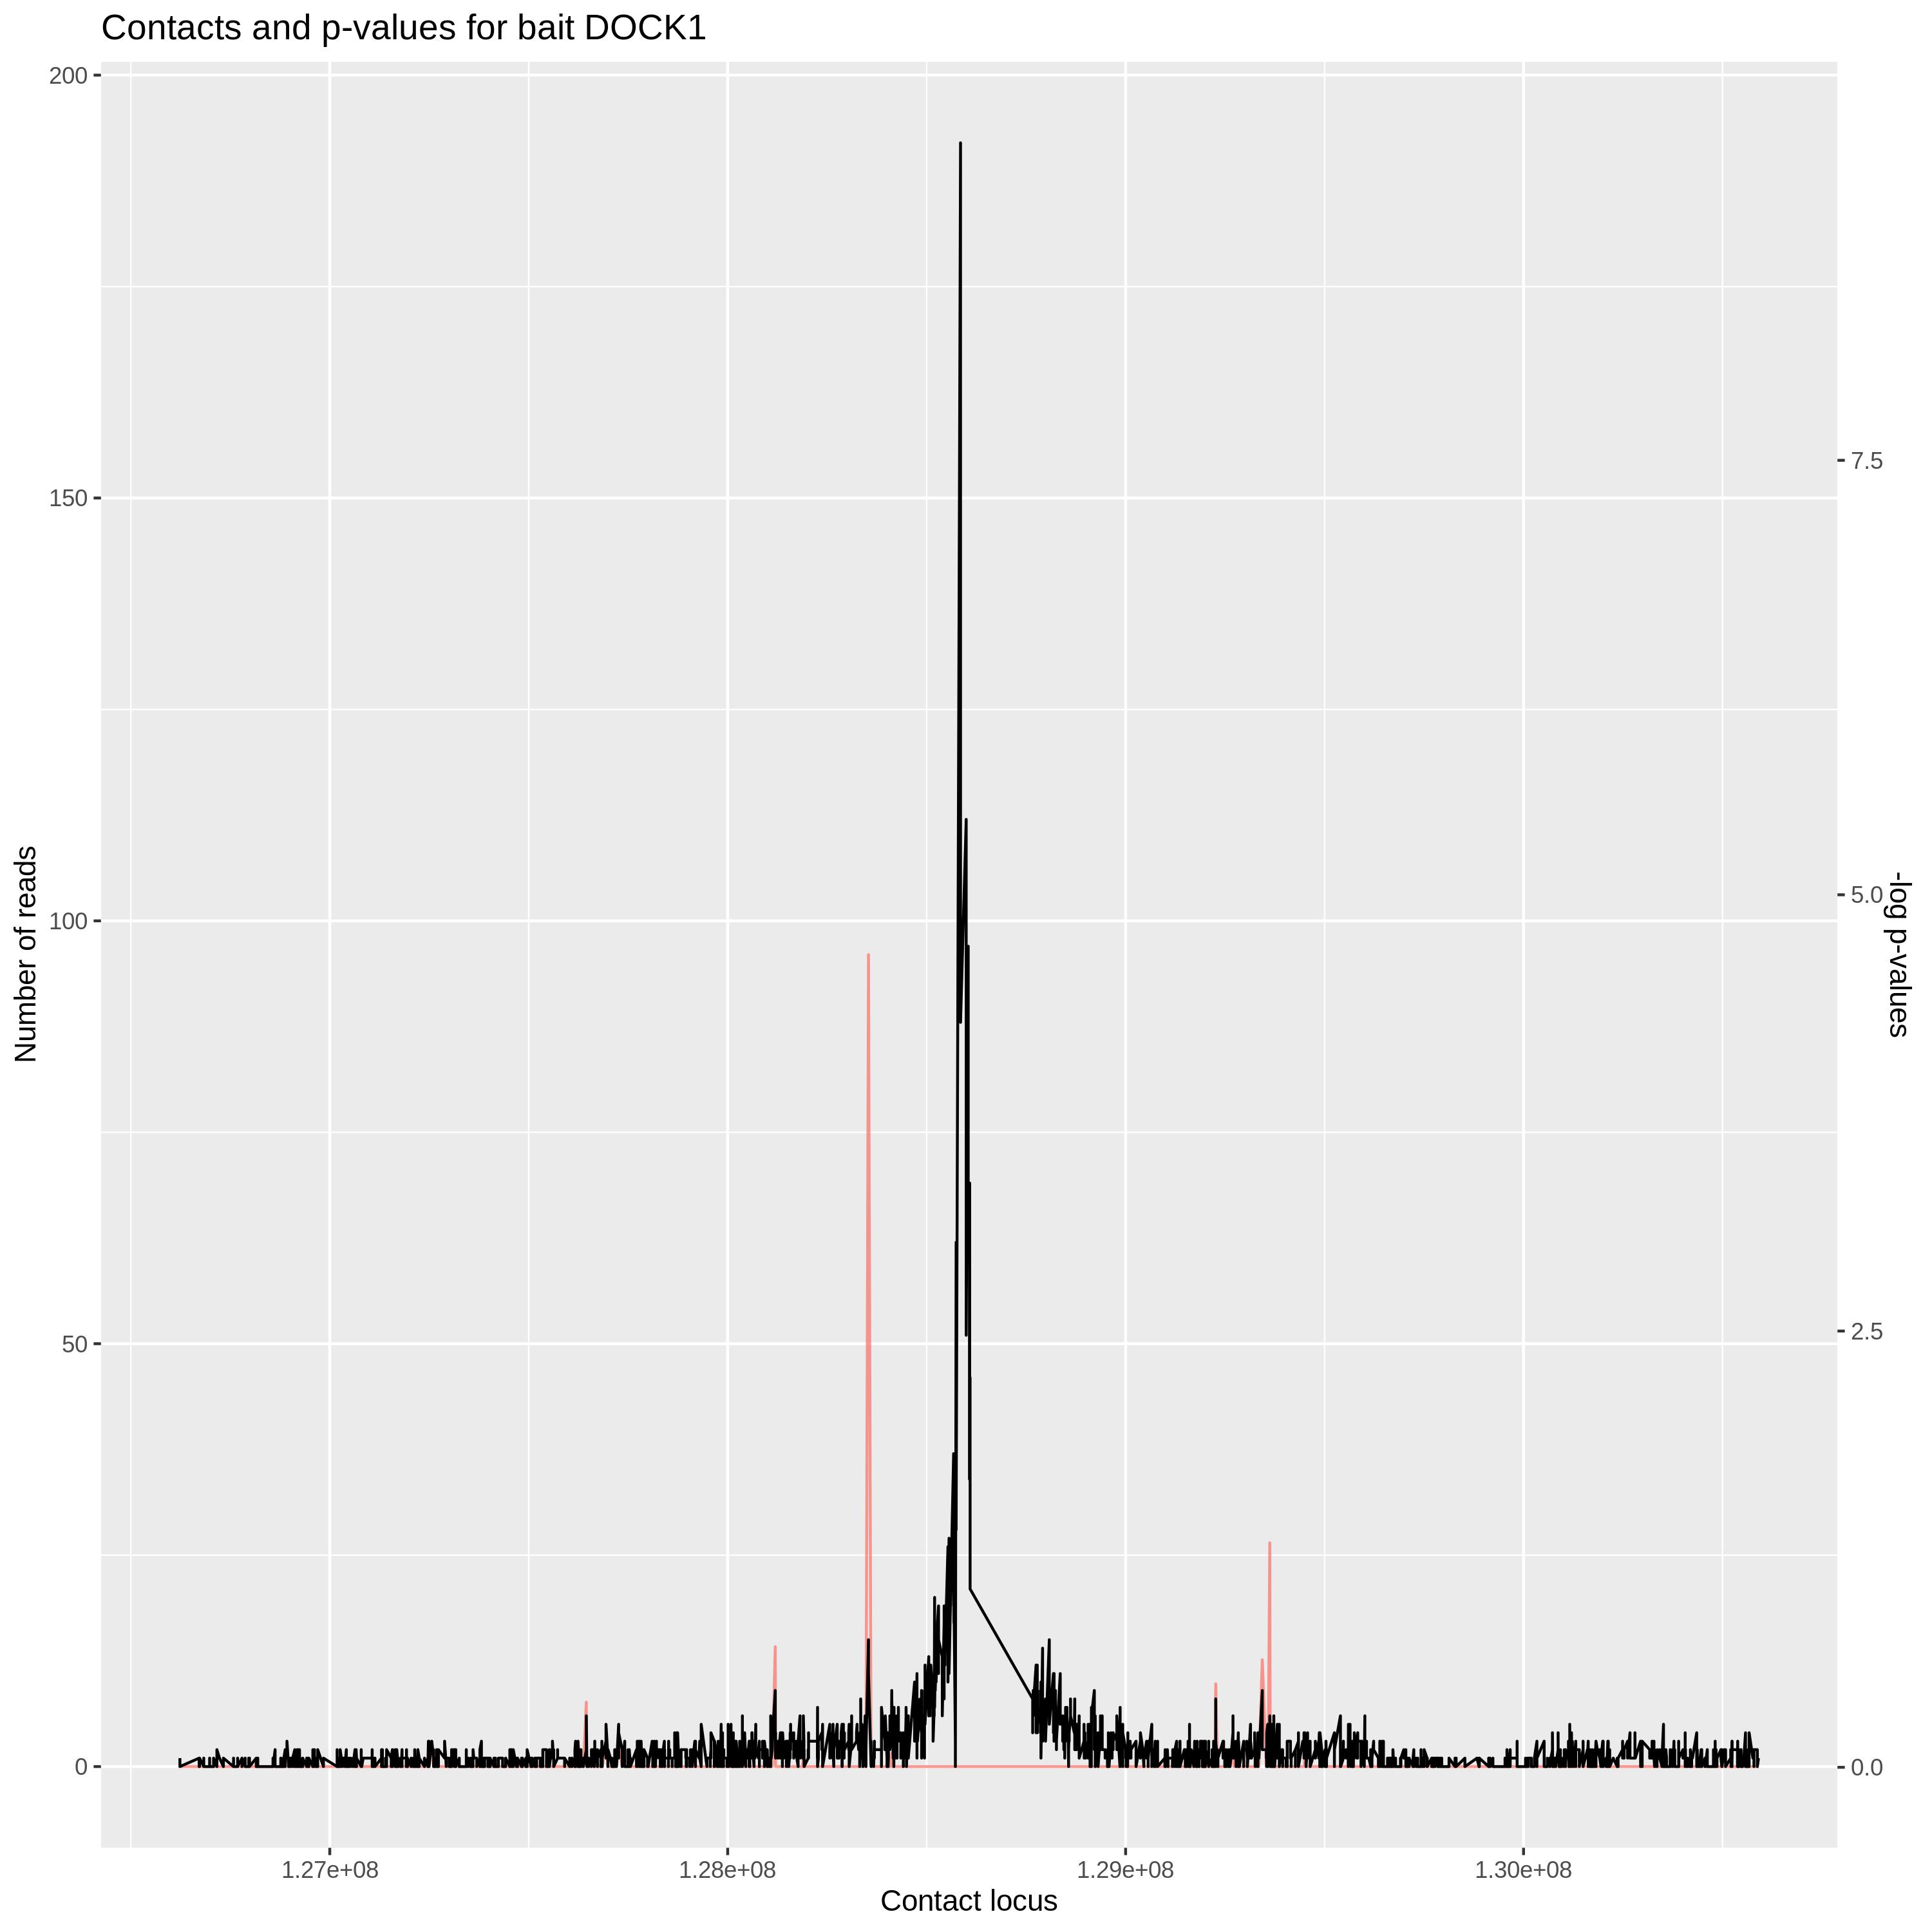 Contacts and p-values for bait DOCK1
200
150
100
50
0
Number of reads
7.5
5.0
2.5
0.0
-log p-values
1.27e+08
1.28e+08
1.29e+08
1.30e+08
Contact locus